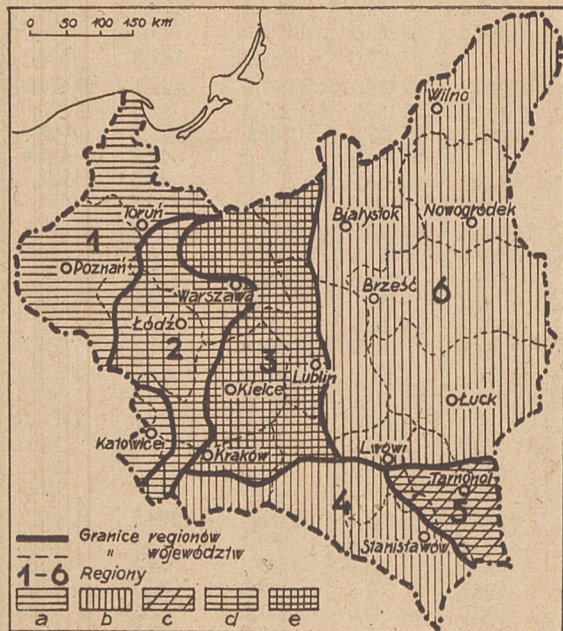 0 50 100 150 km
Wilno
Toruń
Białystok
Nowogródek
1
Poznań
Warszawa
Brześć
6
Łódź
2
3
Lublin
Kielce
Łuck
Katowice
Kraków
Lwów
Tarnopol
4
5
Stanisławów
Granice regionów
" województw
1-6 Regiony
a b c d e